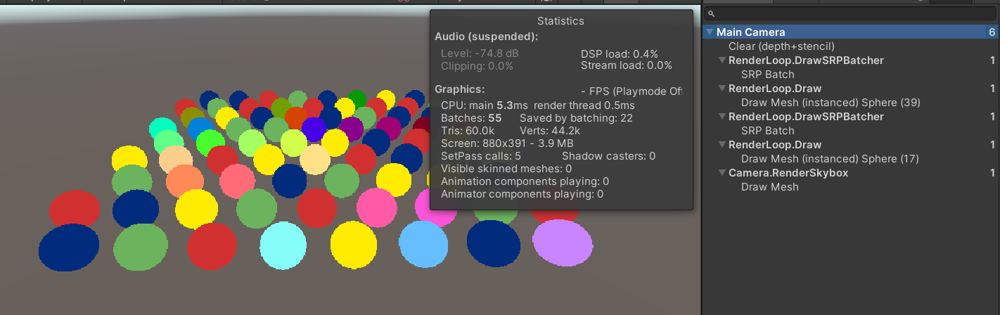 Statistics
Audio (suspended):
Level: -74.8 dB DSP load: 0.4%
Clipping: 0.0% Stream load: 0.0%
Graphics: - FPS (Playmode Off
CPU: main 5.3ms render thread 0.5ms
Batches: 55 Saved by batching: 22
Tris: 60.0k Verts: 44.2k
Screen: 880x391 - 3.9 MB
SetPass calls: 5 Shadow casters: 0
Visible skinned meshes: 0
Animation components playing: 0
Animator components playing: 0
Main Camera 6
Clear (depth+stencil)
RenderLoop.DrawSRPBatcher 1
SRP Batch
RenderLoop.Draw 1
Draw Mesh (instanced) Sphere (39)
RenderLoop.DrawSRPBatcher 1
SRP Batch
RenderLoop.Draw 1
Draw Mesh (instanced) Sphere (17)
Camera.RenderSkybox 1
Draw Mesh